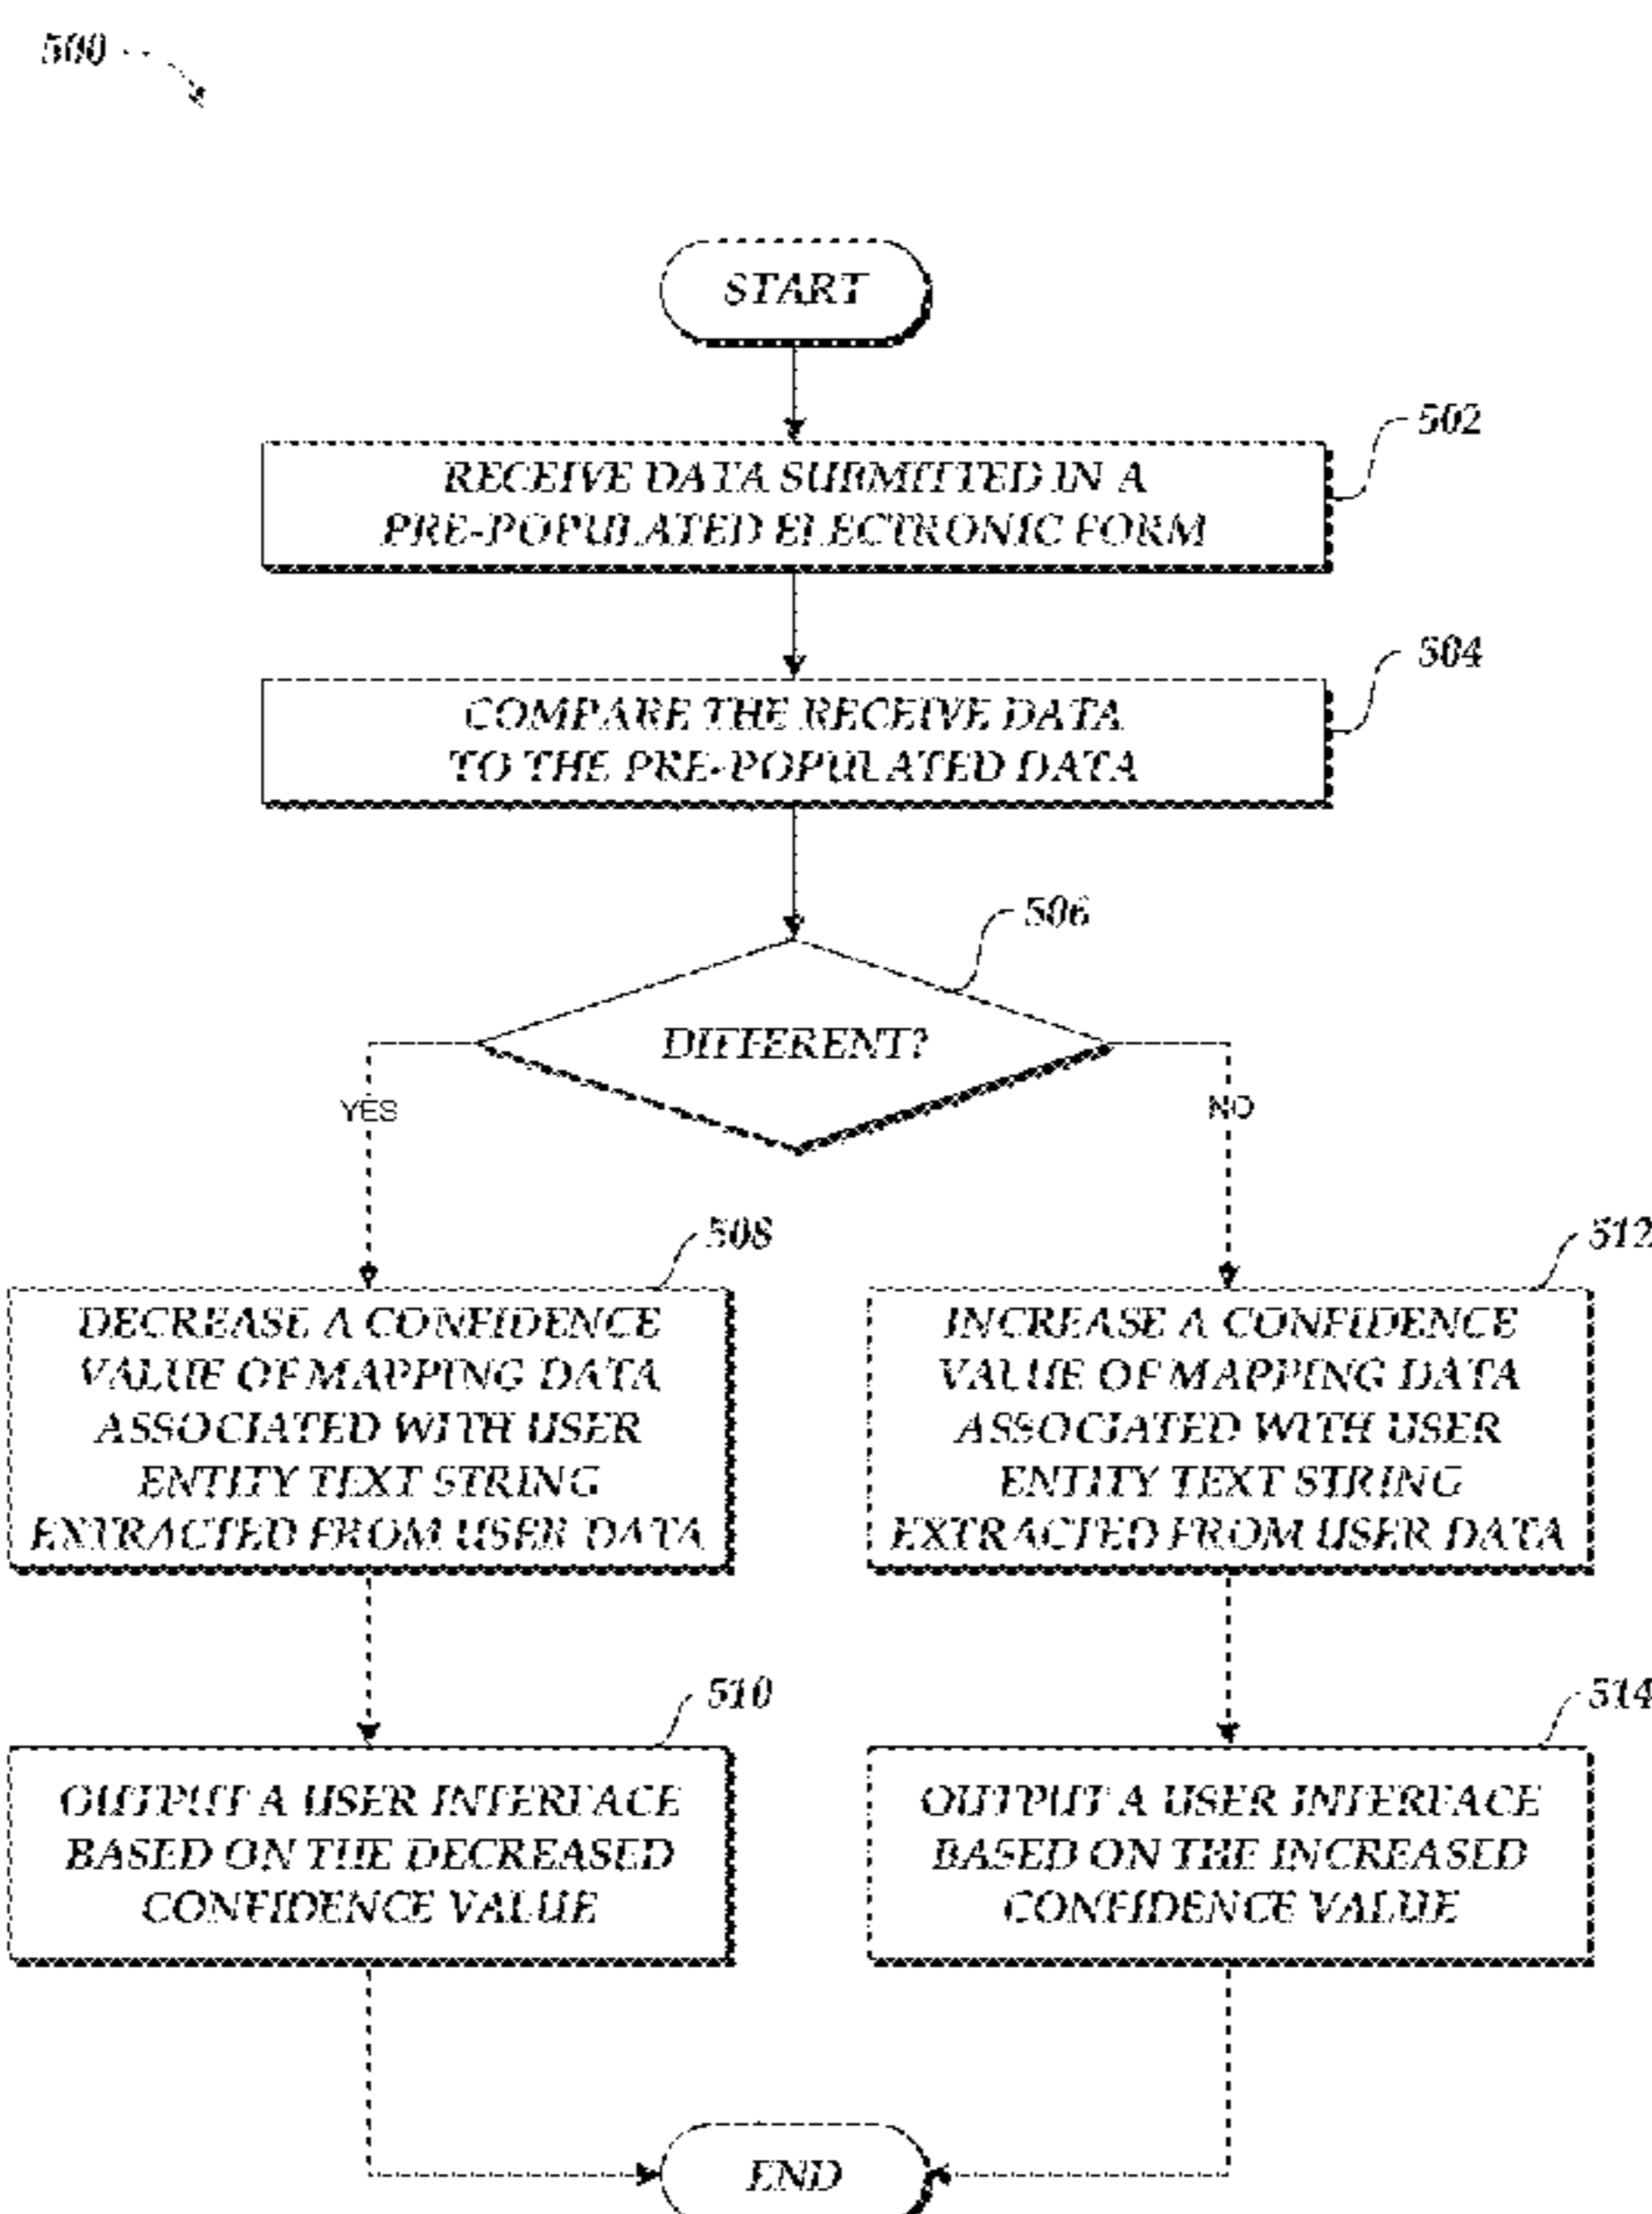 500
START
502
RECEIVE DATA SUBMITTED IN A
PRE-POPULATED ELECTRONIC FORM
504
COMPARE THE RECEIVE DATA
TO THE PRE-POPULATED DATA
506
DIFFERENT?
YES
NO
508
DECREASE A CONFIDENCE
VALUE OF MAPPING DATA
ASSOCIATED WITH USER
ENTITY TEXT STRING
EXTRACTED FROM USER DATA
512
INCREASE A CONFIDENCE
VALUE OF MAPPING DATA
ASSOCIATED WITH USER
ENTITY TEXT STRING
EXTRACTED FROM USER DATA
510
OUTPUT A USER INTERFACE
BASED ON THE DECREASED
CONFIDENCE VALUE
514
OUTPUT A USER INTERFACE
BASED ON THE INCREASED
CONFIDENCE VALUE
END